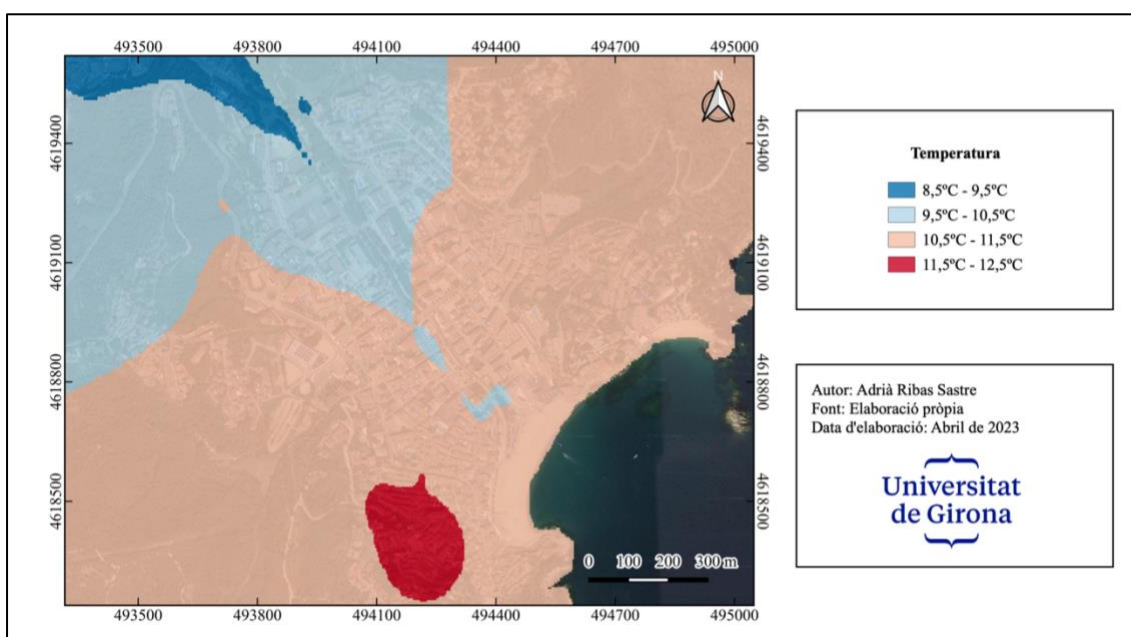 493500 493800 494100 494400 494700 495000
N
4619400 4619400
4619100 4619100
4618800 4618800
4618500 4618500
0 100 200 300 m
493500 493800 494100 494400 494700 495000
Temperatura
8,5ºC - 9,5ºC
9,5ºC - 10,5ºC
10,5ºC - 11,5ºC
11,5ºC - 12,5ºC
Autor: Adrià Ribas Sastre
Font: Elaboració pròpia
Data d'elaboració: Abril de 2023
Universitat
de Girona